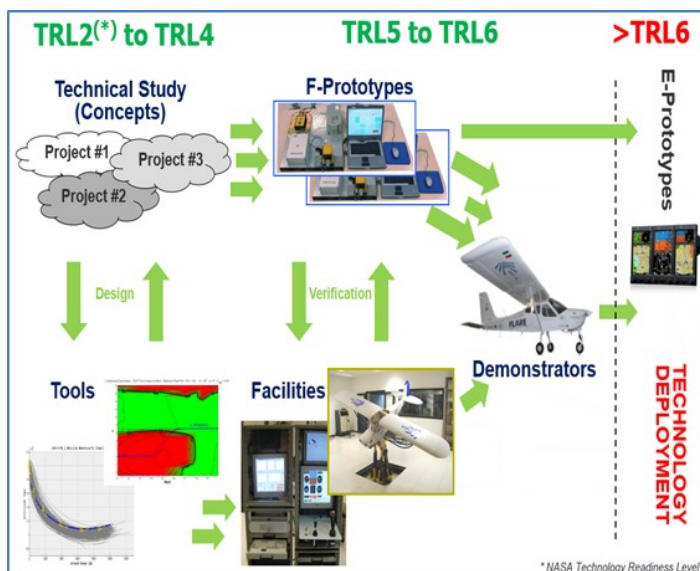 TRL2(*) to TRL4
TRL5 to TRL6
>TRL6
Technical Study
(Concepts)
F-Prototypes
E-Prototypes
Project #1
Project #3
Project #2
Design
Verification
FLARE
Tools
Facilities
Demonstrators
TECHNOLOGY
DEPLOYMENT
* NASA Technology Readiness Level